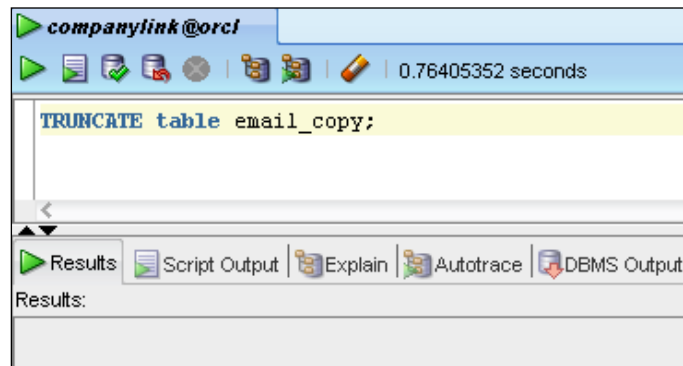 companylink@orcl
0.76405352 seconds
TRUNCATE table email_copy;
Results Script Output Explain Autotrace DBMS Output
Results: